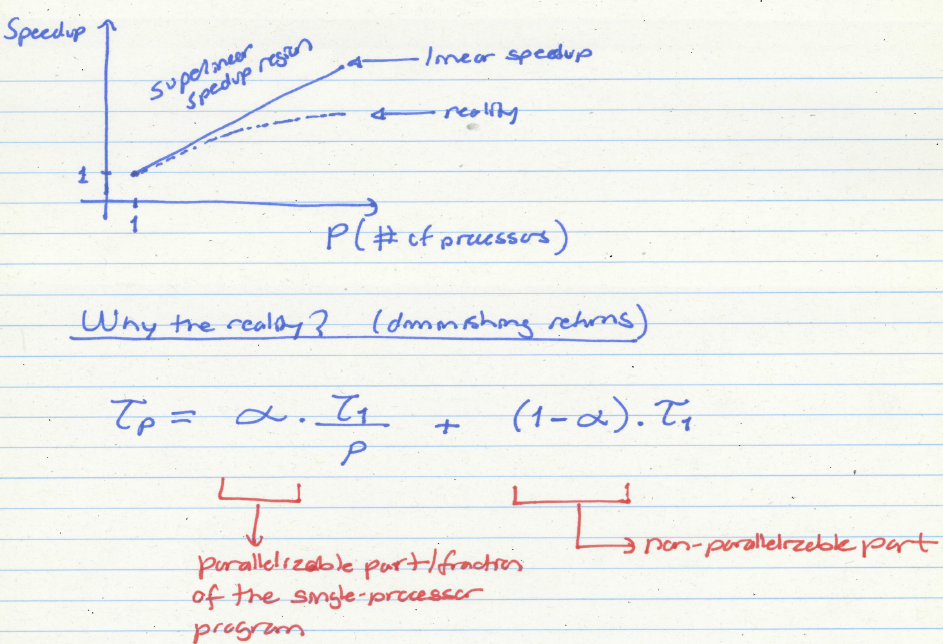 Speedup
superlinear
speedup region
linear speedup
reality
1
1
P (# of processors)
Why the reality? (diminishing returns)
τp = α · τ1/p + (1-α) · τ1
parallelizable part/fraction
of the single-processor
program
non-parallelizable part